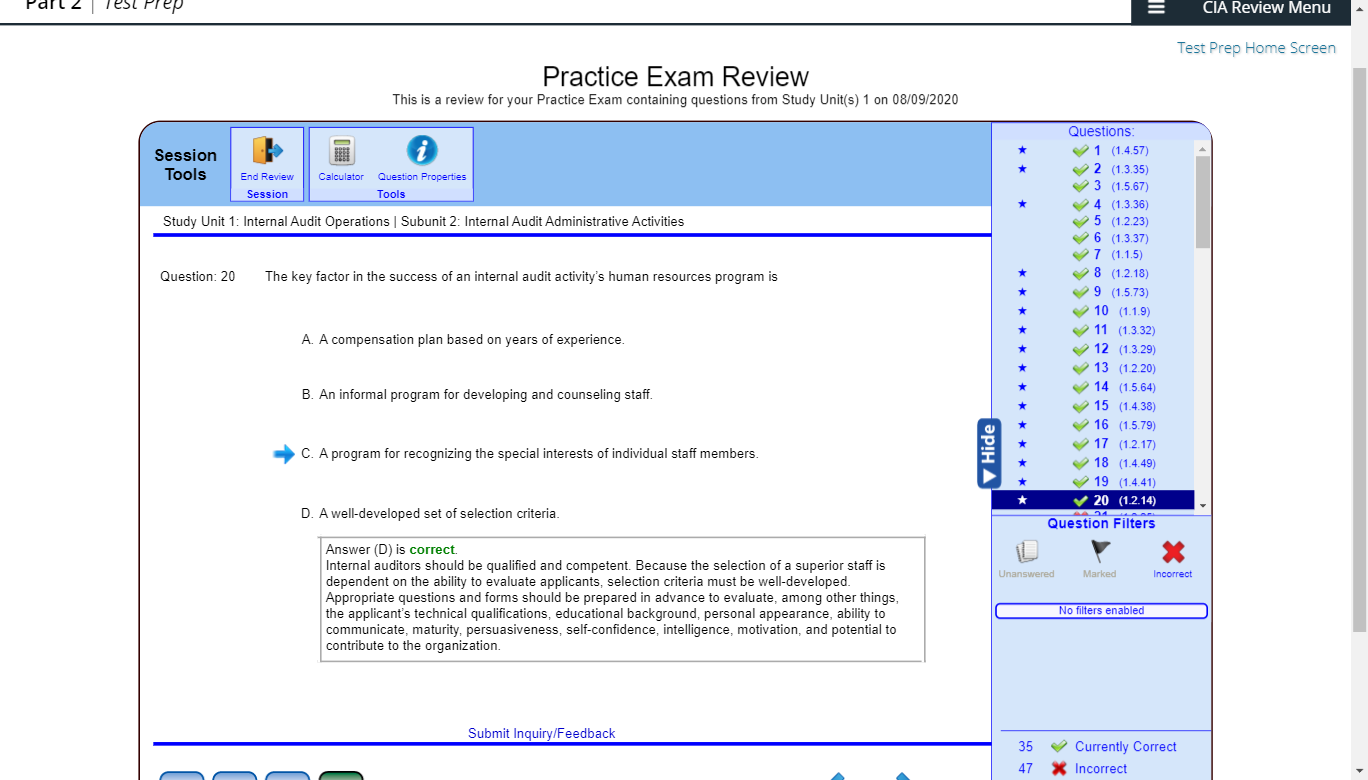 Part 2 | Test Prep
CIA Review Menu
Test Prep Home Screen
Practice Exam Review
This is a review for your Practice Exam containing questions from Study Unit(s) 1 on 08/09/2020
Session
Tools
End Review
Session
Calculator
Question Properties
Tools
Study Unit 1: Internal Audit Operations | Subunit 2: Internal Audit Administrative Activities
Question: 20
The key factor in the success of an internal audit activity's human resources program is
A. A compensation plan based on years of experience.
B. An informal program for developing and counseling staff.
C. A program for recognizing the special interests of individual staff members.
D. A well-developed set of selection criteria.
Answer (D) is correct.
Internal auditors should be qualified and competent. Because the selection of a superior staff is
dependent on the ability to evaluate applicants, selection criteria must be well-developed.
Appropriate questions and forms should be prepared in advance to evaluate, among other things,
the applicant's technical qualifications, educational background, personal appearance, ability to
communicate, maturity, persuasiveness, self-confidence, intelligence, motivation, and potential to
contribute to the organization.
Submit Inquiry/Feedback
Hide
Questions:
1 (1.4.57)
2 (1.3.35)
3 (1.5.67)
4 (1.3.36)
5 (1.2.23)
6 (1.3.37)
7 (1.1.5)
8 (1.2.18)
9 (1.5.73)
10 (1.1.9)
11 (1.3.32)
12 (1.3.29)
13 (1.2.20)
14 (1.5.64)
15 (1.4.38)
16 (1.5.79)
17 (1.2.17)
18 (1.4.49)
19 (1.4.41)
20 (1.2.14)
Question Filters
Unanswered
Marked
Incorrect
No filters enabled
35 Currently Correct
47 Incorrect